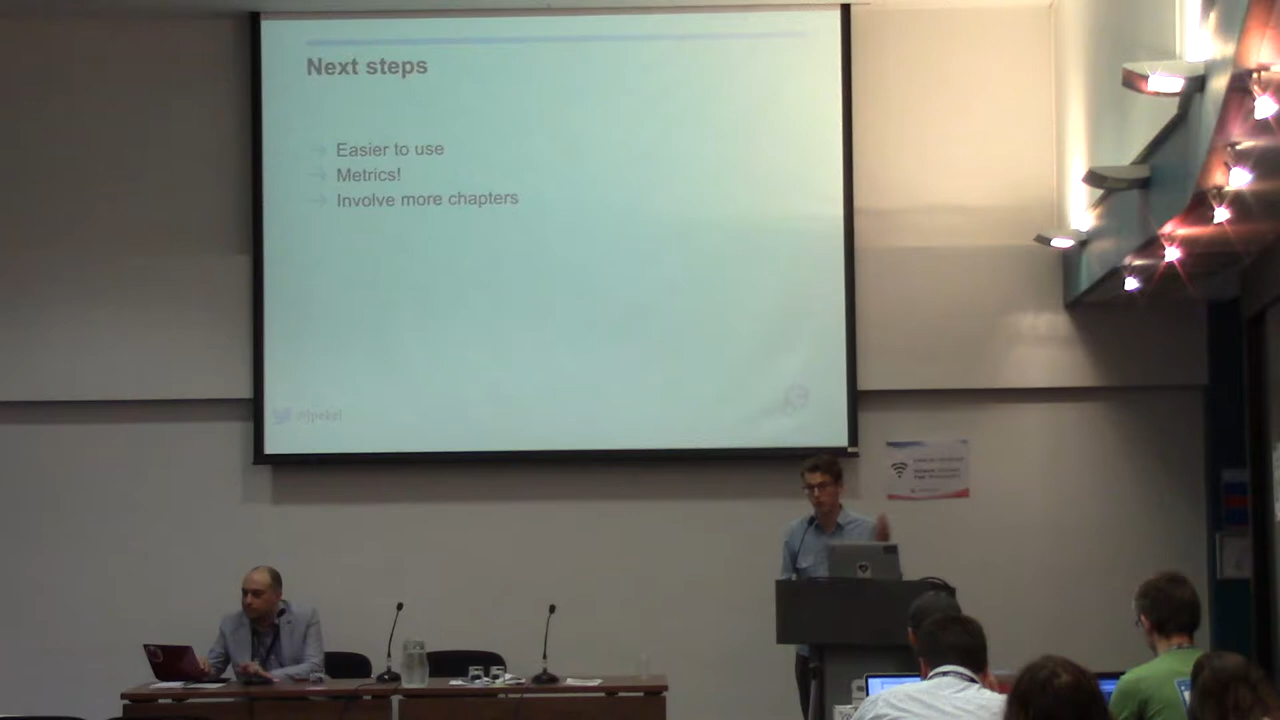 Next steps
Easier to use
Metrics!
Involve more chapters
@jpekel